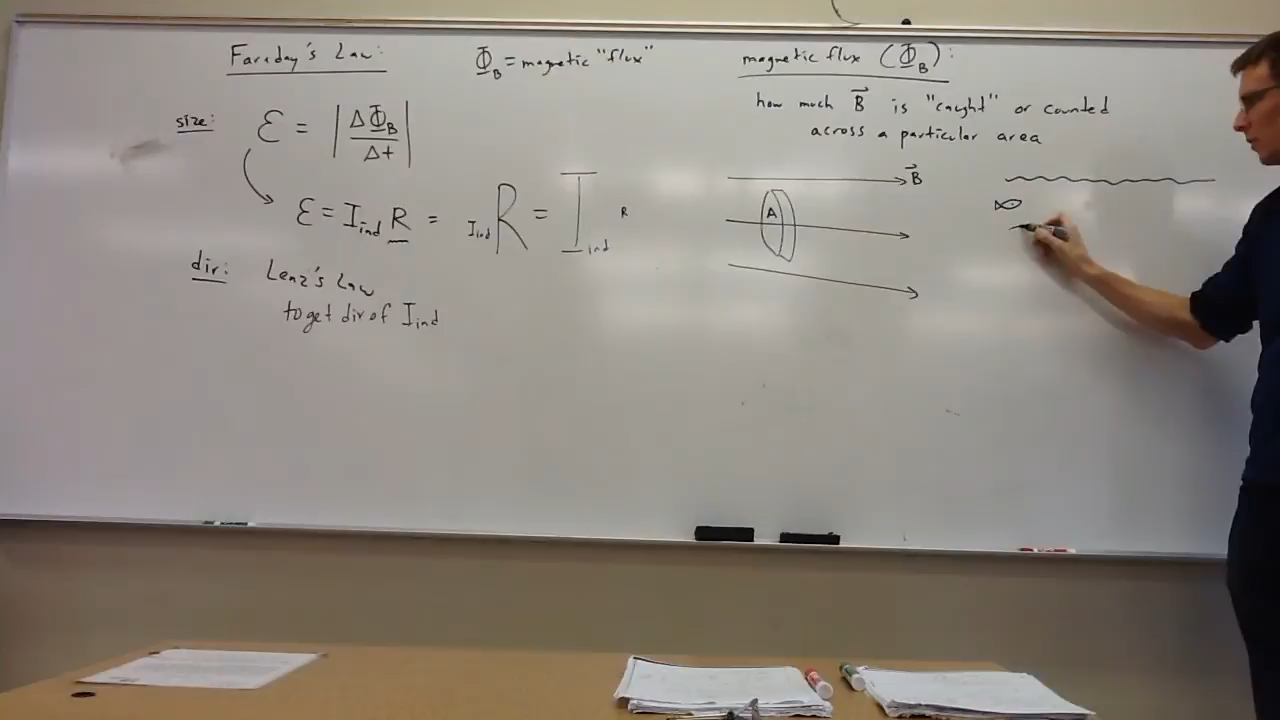 Faraday's Law:
size: Ɛ = |ΔΦ_B / Δt|
Ɛ = I_ind R = I_ind R = I_ind R
dir: Lenz's Law
to get dir of I_ind
Φ_B = magnetic "flux"
magnetic flux (Φ_B):
how much B⃗ is "caught" or counted
across a particular area
B⃗
A